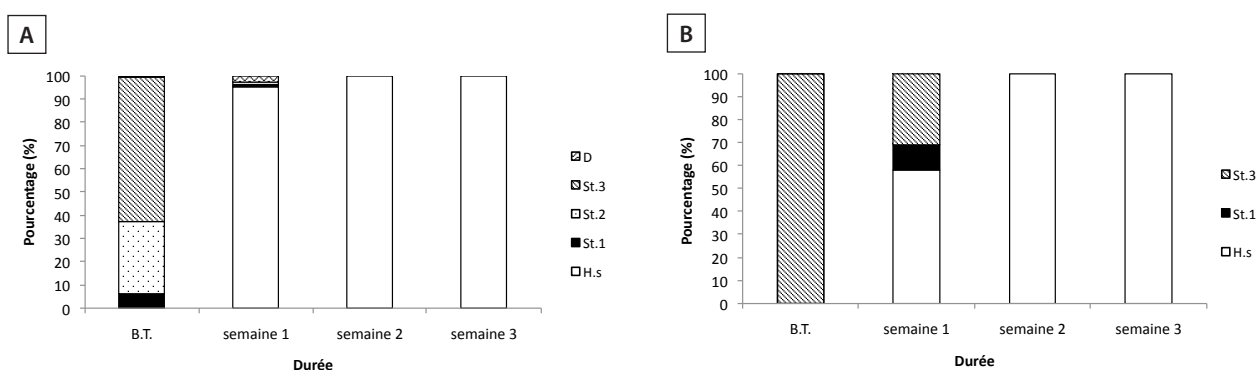 A
Pourcentage (%)
100
90
80
70
60
50
40
30
20
10
0
B.T.
semaine 1
semaine 2
semaine 3
Durée
D
St.3
St.2
St.1
H.s
B
Pourcentage (%)
100
90
80
70
60
50
40
30
20
10
0
B.T.
semaine 1
semaine 2
semaine 3
Durée
St.3
St.1
H.s